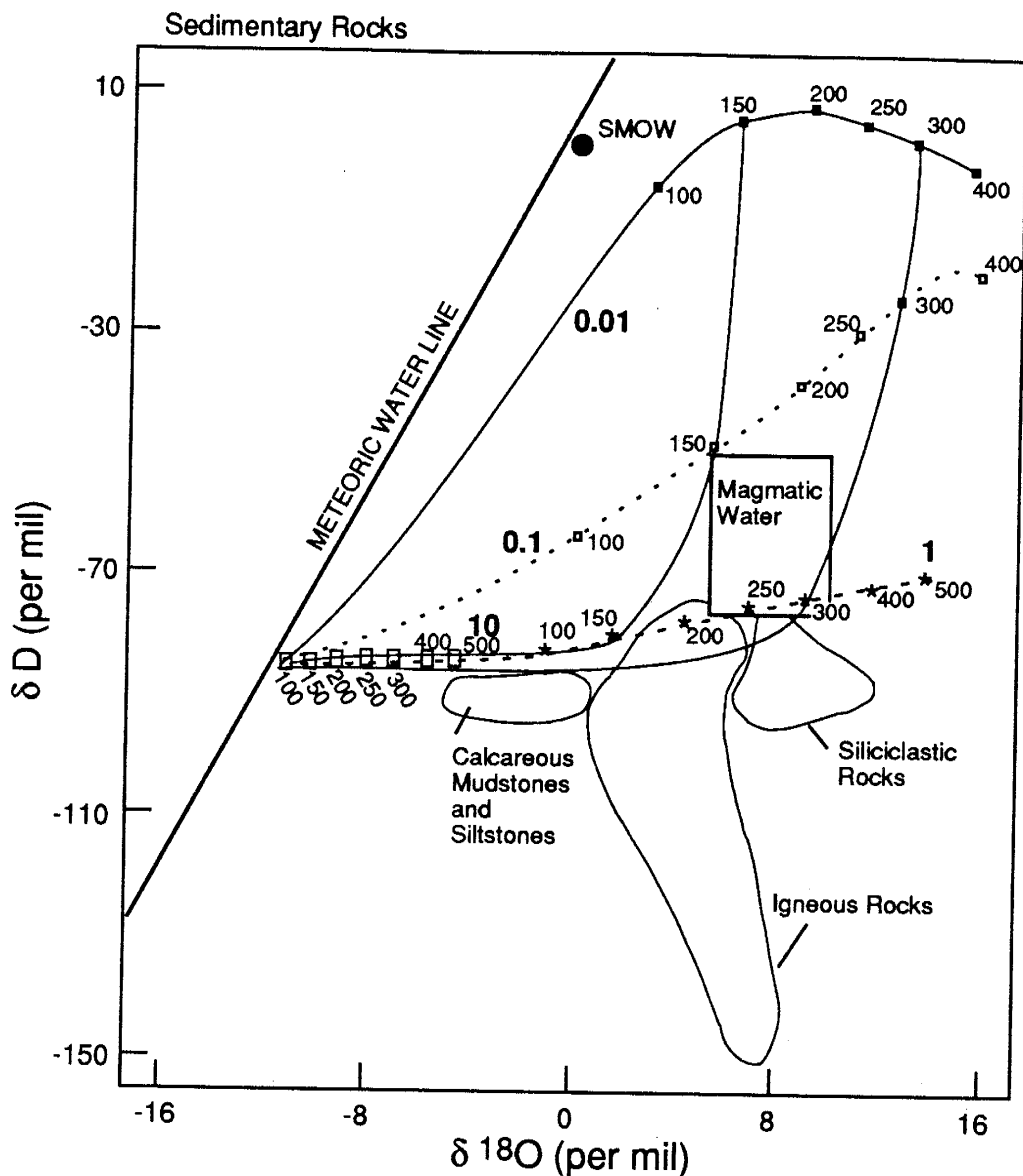 Sedimentary Rocks
10
-30
-70
-110
-150
δ D (per mil)
-16
-8
0
8
16
δ 18O (per mil)
METEORIC WATER LINE
SMOW
150
200
250
300
400
100
0.01
400
300
250
200
150
100
0.1
Magmatic
Water
1
500
400
300
250
200
150
100
10
400
500
100
150
200
250
300
Calcareous
Mudstones
and
Siltstones
Siliciclastic
Rocks
Igneous Rocks